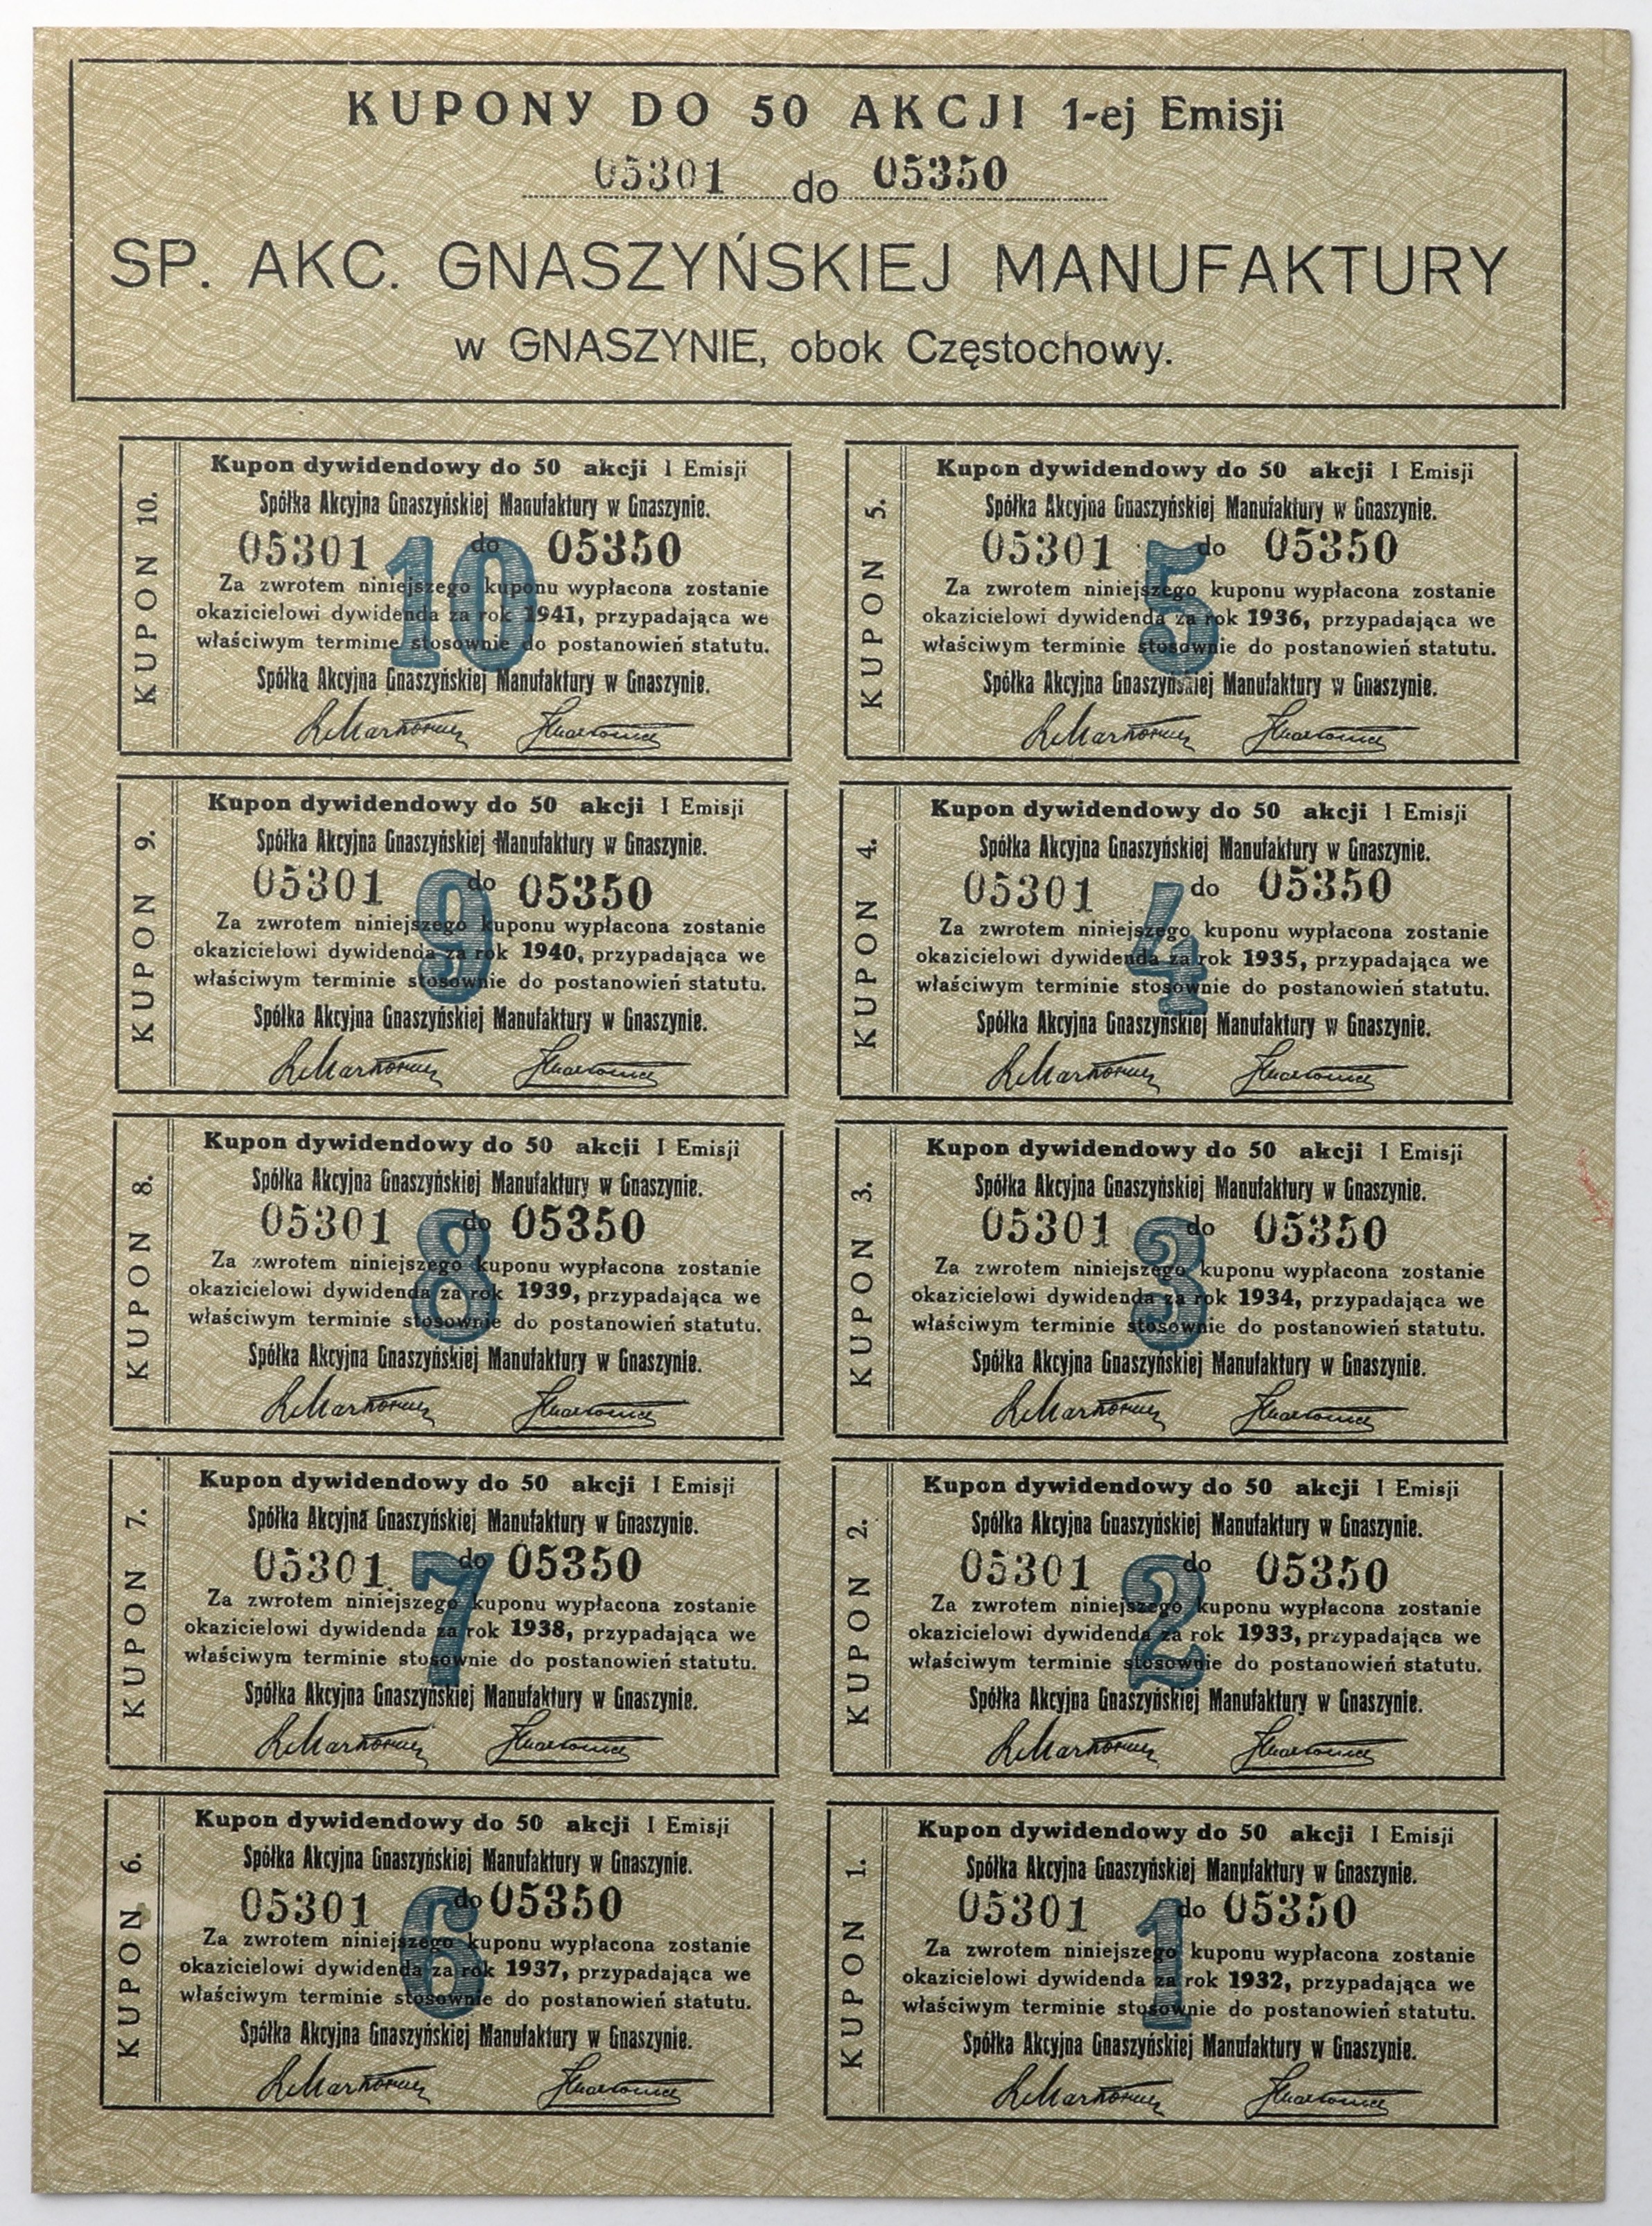 KUPONY DO 50 AKCJI 1-ej Emisji
05301 do 05350
SP. AKC. GNASZYŃSKIEJ MANUFAKTURY
w GNASZYNIE, obok Częstochowy.
KUPON 10.
Kupon dywidendowy do 50 akcji I Emisji
Spółka Akcyjna Gnaszyńskiej Manufaktury w Gnaszynie.
05301 do 05350
10
Za zwrotem niniejszego kuponu wypłacona zostanie
okazicielowi dywidenda za rok 1941, przypadająca we
właściwym terminie stosownie do postanowień statutu.
Spółka Akcyjna Gnaszyńskiej Manufaktury w Gnaszynie.
KUPON 9.
Kupon dywidendowy do 50 akcji I Emisji
Spółka Akcyjna Gnaszyńskiej Manufaktury w Gnaszynie.
05301 do 05350
9
Za zwrotem niniejszego kuponu wypłacona zostanie
okazicielowi dywidenda za rok 1940, przypadająca we
właściwym terminie stosownie do postanowień statutu.
Spółka Akcyjna Gnaszyńskiej Manufaktury w Gnaszynie.
KUPON 8.
Kupon dywidendowy do 50 akcji I Emisji
Spółka Akcyjna Gnaszyńskiej Manufaktury w Gnaszynie.
05301 do 05350
8
Za zwrotem niniejszego kuponu wypłacona zostanie
okazicielowi dywidenda za rok 1939, przypadająca we
właściwym terminie stosownie do postanowień statutu.
Spółka Akcyjna Gnaszyńskiej Manufaktury w Gnaszynie.
KUPON 7.
Kupon dywidendowy do 50 akcji I Emisji
Spółka Akcyjna Gnaszyńskiej Manufaktury w Gnaszynie.
05301 do 05350
7
Za zwrotem niniejszego kuponu wypłacona zostanie
okazicielowi dywidenda za rok 1938, przypadająca we
właściwym terminie stosownie do postanowień statutu.
Spółka Akcyjna Gnaszyńskiej Manufaktury w Gnaszynie.
KUPON 6.
Kupon dywidendowy do 50 akcji I Emisji
Spółka Akcyjna Gnaszyńskiej Manufaktury w Gnaszynie.
05301 do 05350
6
Za zwrotem niniejszego kuponu wypłacona zostanie
okazicielowi dywidenda za rok 1937, przypadająca we
właściwym terminie stosownie do postanowień statutu.
Spółka Akcyjna Gnaszyńskiej Manufaktury w Gnaszynie.
KUPON 5.
Kupon dywidendowy do 50 akcji I Emisji
Spółka Akcyjna Gnaszyńskiej Manufaktury w Gnaszynie.
05301 do 05350
5
Za zwrotem niniejszego kuponu wypłacona zostanie
okazicielowi dywidenda za rok 1936, przypadająca we
właściwym terminie stosownie do postanowień statutu.
Spółka Akcyjna Gnaszyńskiej Manufaktury w Gnaszynie.
KUPON 4.
Kupon dywidendowy do 50 akcji I Emisji
Spółka Akcyjna Gnaszyńskiej Manufaktury w Gnaszynie.
05301 do 05350
4
Za zwrotem niniejszego kuponu wypłacona zostanie
okazicielowi dywidenda za rok 1935, przypadająca we
właściwym terminie stosownie do postanowień statutu.
Spółka Akcyjna Gnaszyńskiej Manufaktury w Gnaszynie.
KUPON 3.
Kupon dywidendowy do 50 akcji I Emisji
Spółka Akcyjna Gnaszyńskiej Manufaktury w Gnaszynie.
05301 do 05350
3
Za zwrotem niniejszego kuponu wypłacona zostanie
okazicielowi dywidenda za rok 1934, przypadająca we
właściwym terminie stosownie do postanowień statutu.
Spółka Akcyjna Gnaszyńskiej Manufaktury w Gnaszynie.
KUPON 2.
Kupon dywidendowy do 50 akcji I Emisji
Spółka Akcyjna Gnaszyńskiej Manufaktury w Gnaszynie.
05301 do 05350
2
Za zwrotem niniejszego kuponu wypłacona zostanie
okazicielowi dywidenda za rok 1933, przypadająca we
właściwym terminie stosownie do postanowień statutu.
Spółka Akcyjna Gnaszyńskiej Manufaktury w Gnaszynie.
KUPON 1.
Kupon dywidendowy do 50 akcji I Emisji
Spółka Akcyjna Gnaszyńskiej Manufaktury w Gnaszynie.
05301 do 05350
1
Za zwrotem niniejszego kuponu wypłacona zostanie
okazicielowi dywidenda za rok 1932, przypadająca we
właściwym terminie stosownie do postanowień statutu.
Spółka Akcyjna Gnaszyńskiej Manufaktury w Gnaszynie.